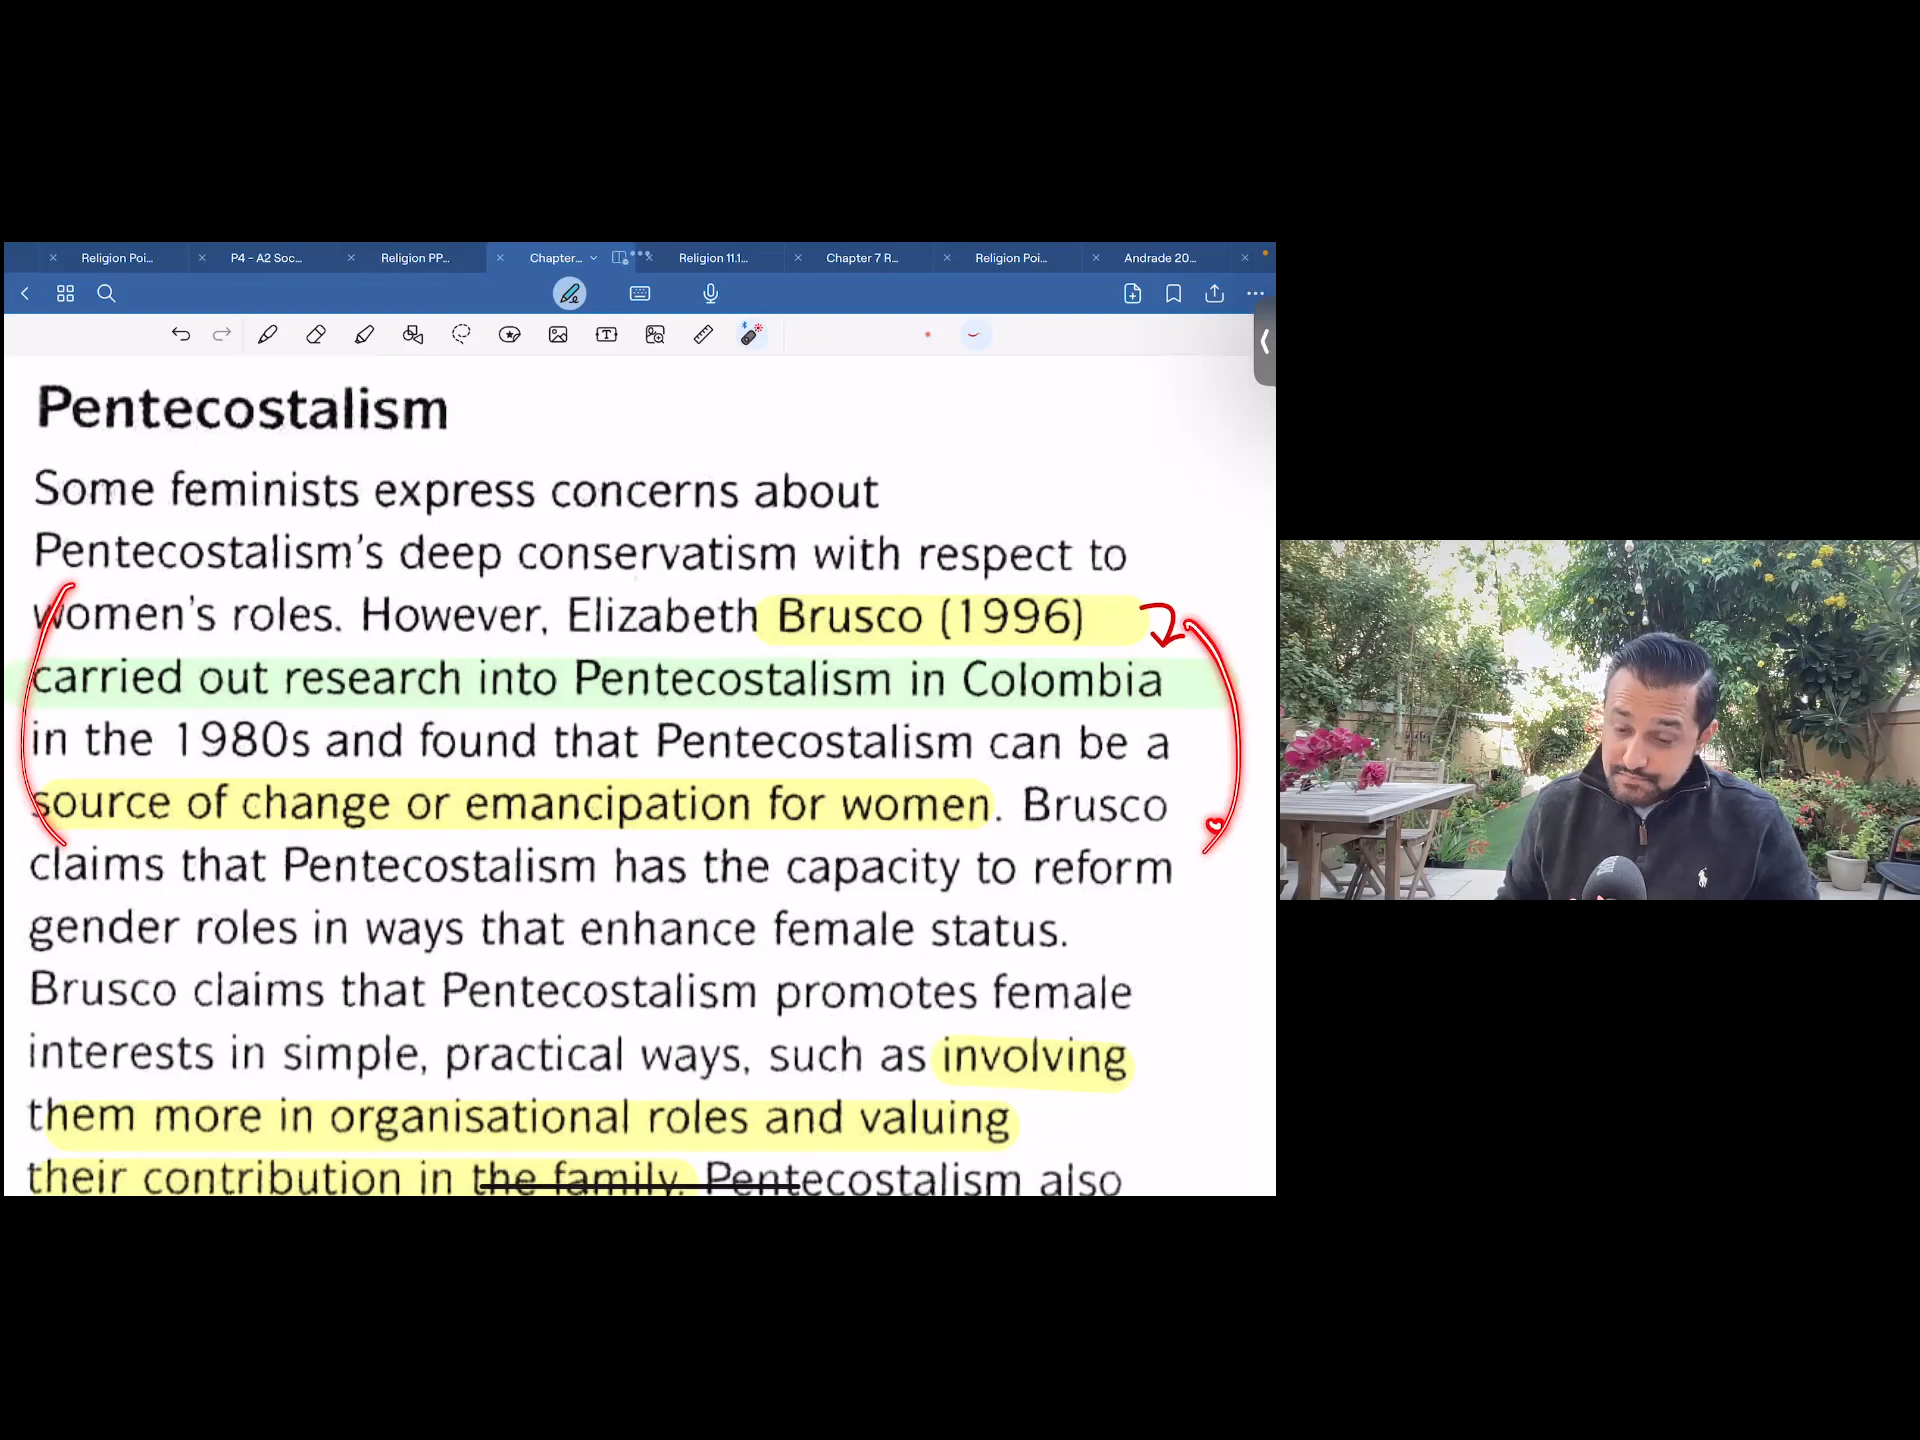 Religion Poi...
P4 - A2 Soc...
Religion PP...
Chapter...
Religion 11.1...
Chapter 7 R...
Religion Poi...
Andrade 20...
Pentecostalism
Some feminists express concerns about
Pentecostalism's deep conservatism with respect to
women's roles. However, Elizabeth Brusco (1996)
carried out research into Pentecostalism in Colombia
in the 1980s and found that Pentecostalism can be a
source of change or emancipation for women. Brusco
claims that Pentecostalism has the capacity to reform
gender roles in ways that enhance female status.
Brusco claims that Pentecostalism promotes female
interests in simple, practical ways, such as involving
them more in organisational roles and valuing
their contribution in the family. Pentecostalism also